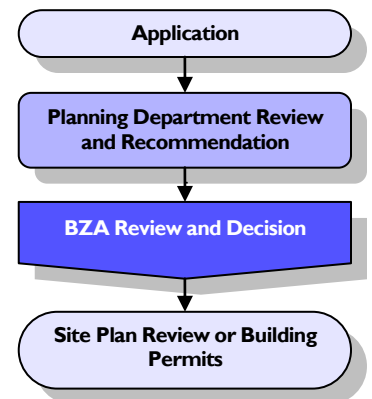 Application
Planning Department Review
and Recommendation
BZA Review and Decision
Site Plan Review or Building
Permits